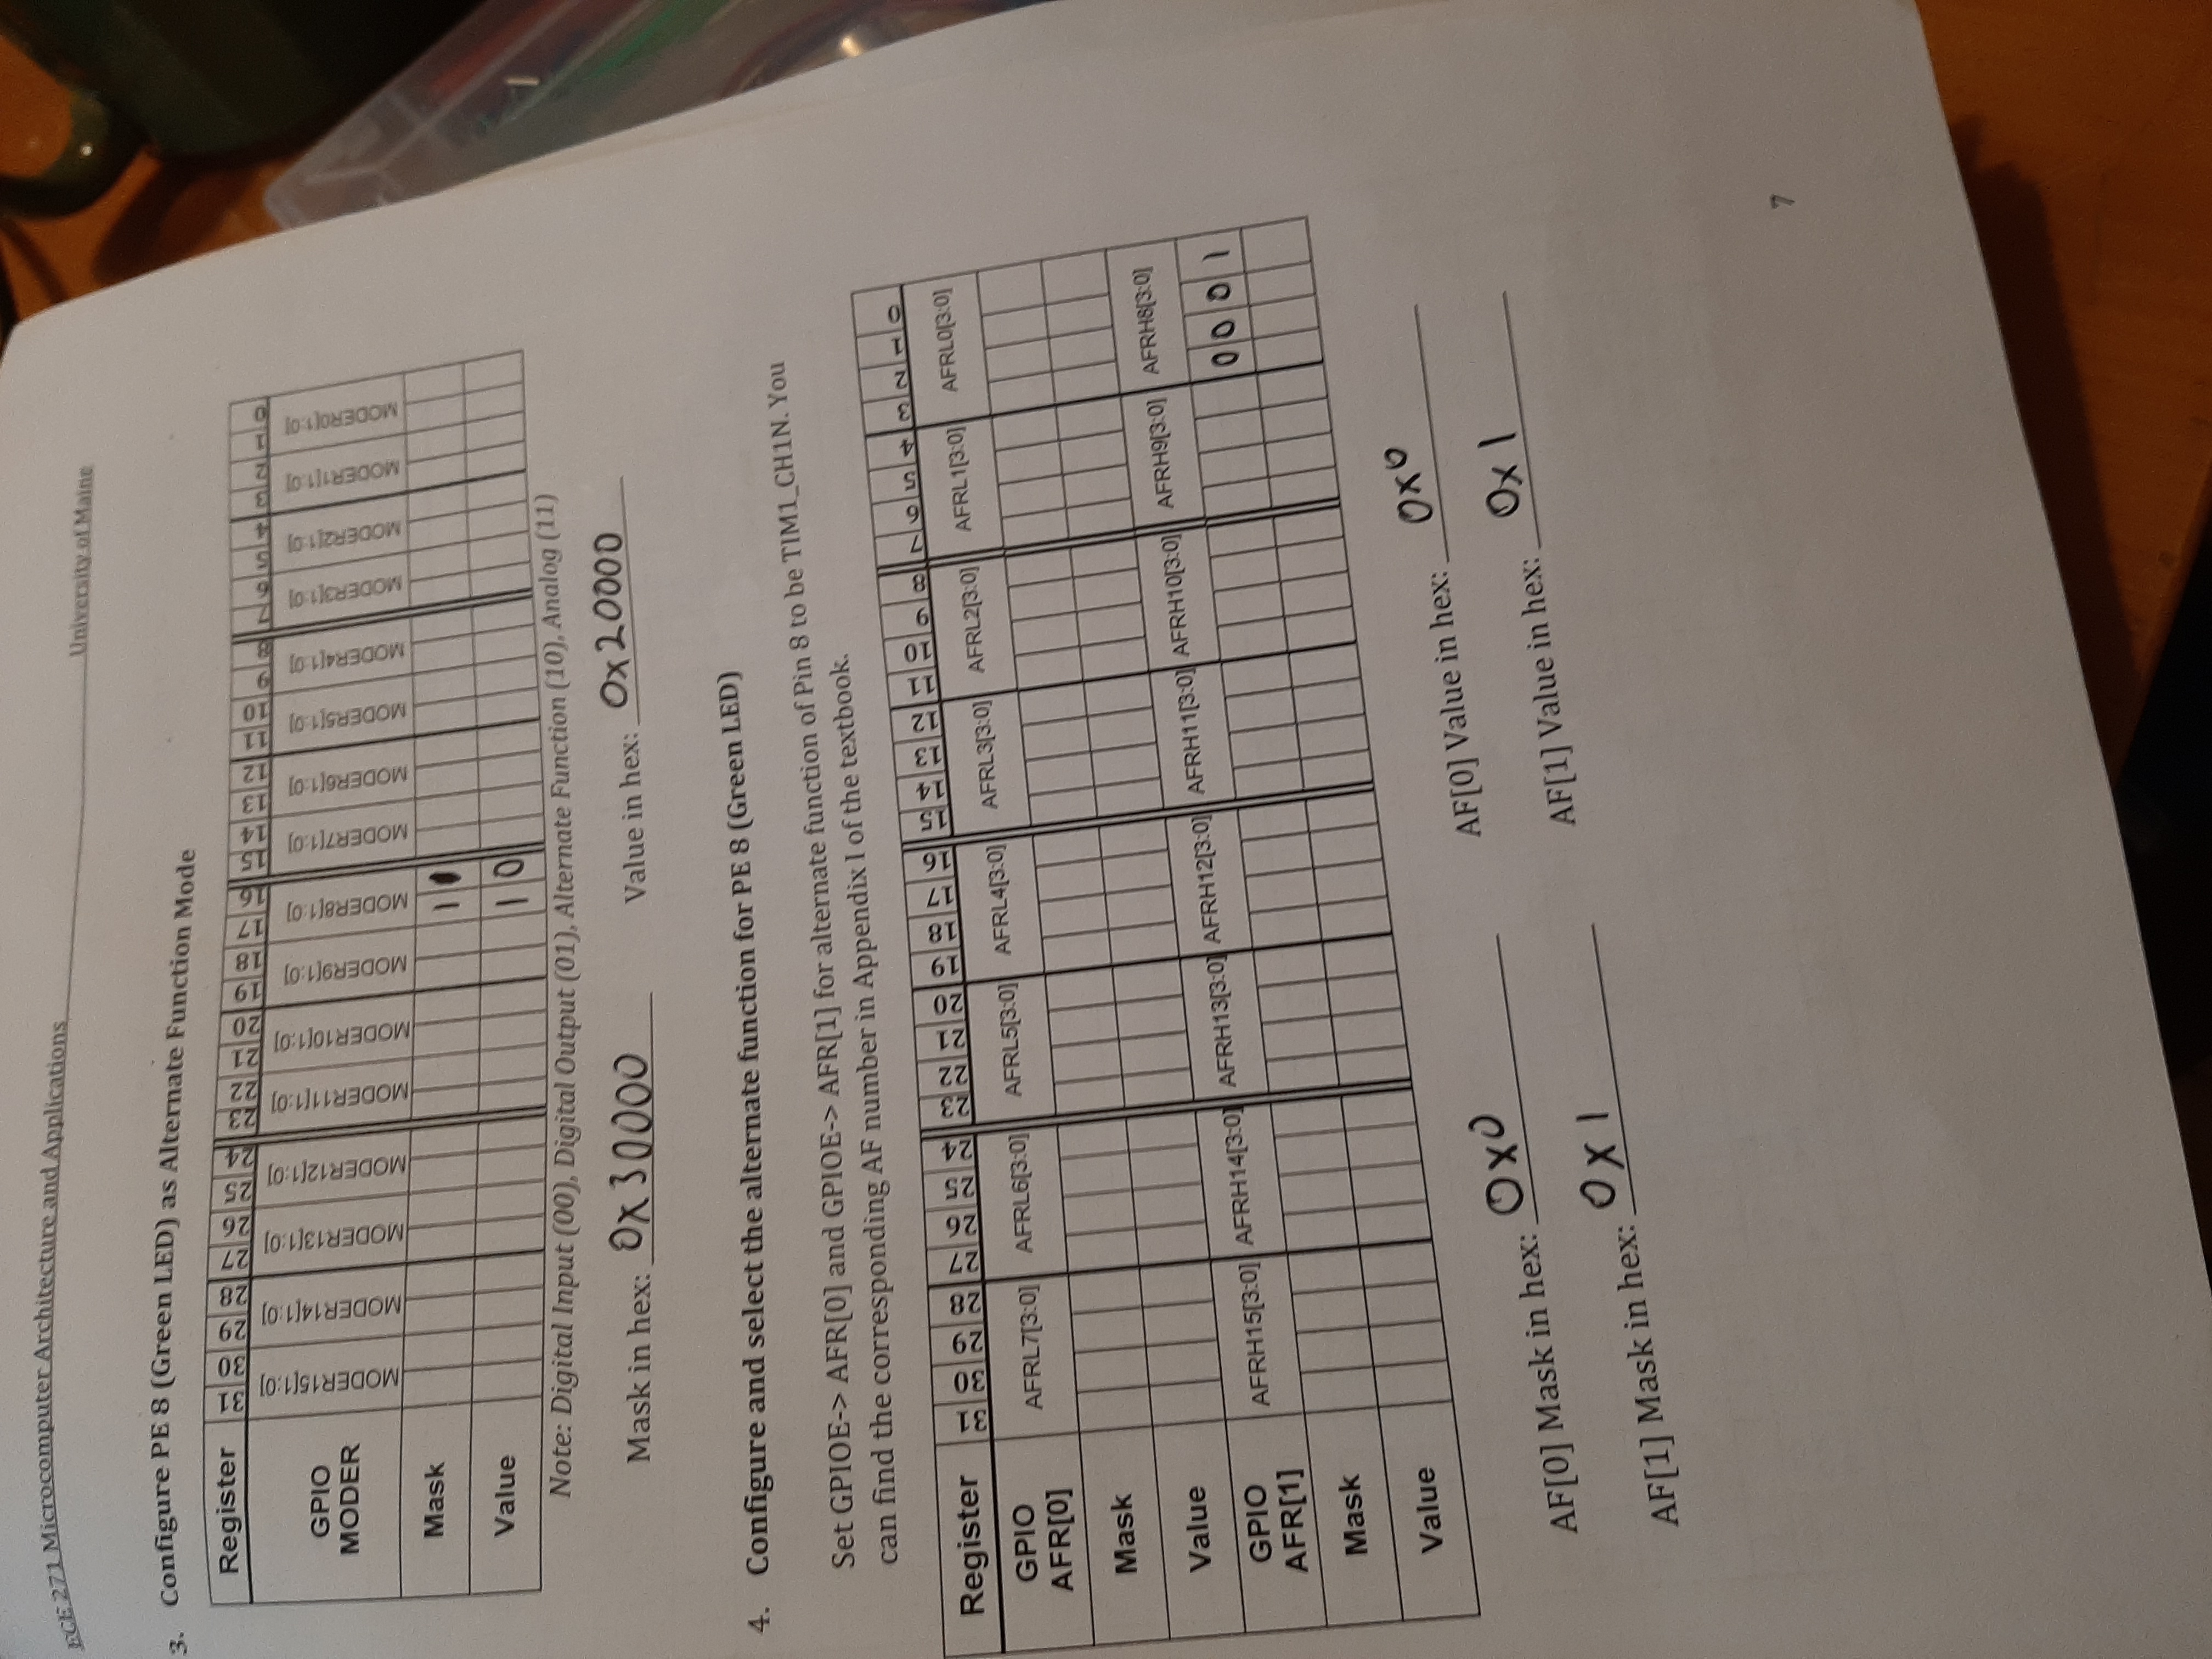 ECE 271 Microcomputer Architecture and Applications
University of Maine
3. Configure PE 8 (Green LED) as Alternate Function Mode
Register 31 30 29 28 27 26 25 24 23 22 21 20 19 18 17 16 15 14 13 12 11 10 9 8 7 6 5 4 3 2 1 0
GPIO MODER MODER15[1:0] MODER14[1:0] MODER13[1:0] MODER12[1:0] MODER11[1:0] MODER10[1:0] MODER9[1:0] MODER8[1:0] MODER7[1:0] MODER6[1:0] MODER5[1:0] MODER4[1:0] MODER3[1:0] MODER2[1:0] MODER1[1:0] MODER0[1:0]
Mask 1
Value 1 0
Note: Digital Input (00), Digital Output (01), Alternate Function (10), Analog (11)
Mask in hex: 0x30000 Value in hex: 0x20000
4. Configure and select the alternate function for PE 8 (Green LED)
Set GPIOE-> AFR[0] and GPIOE-> AFR[1] for alternate function of Pin 8 to be TIM1_CH1N. You
can find the corresponding AF number in Appendix I of the textbook.
Register 31 30 29 28 27 26 25 24 23 22 21 20 19 18 17 16 15 14 13 12 11 10 9 8 7 6 5 4 3 2 1 0
GPIO AFR[0] AFRL7[3:0] AFRL6[3:0] AFRL5[3:0] AFRL4[3:0] AFRL3[3:0] AFRL2[3:0] AFRL1[3:0] AFRL0[3:0]
Mask
Value
GPIO AFR[1] AFRH15[3:0] AFRH14[3:0] AFRH13[3:0] AFRH12[3:0] AFRH11[3:0] AFRH10[3:0] AFRH9[3:0] AFRH8[3:0]
Mask 0 0 0 1
Value
AF[0] Mask in hex: 0x0 AF[0] Value in hex: 0x0
AF[1] Mask in hex: 0x1 AF[1] Value in hex: 0x1
7